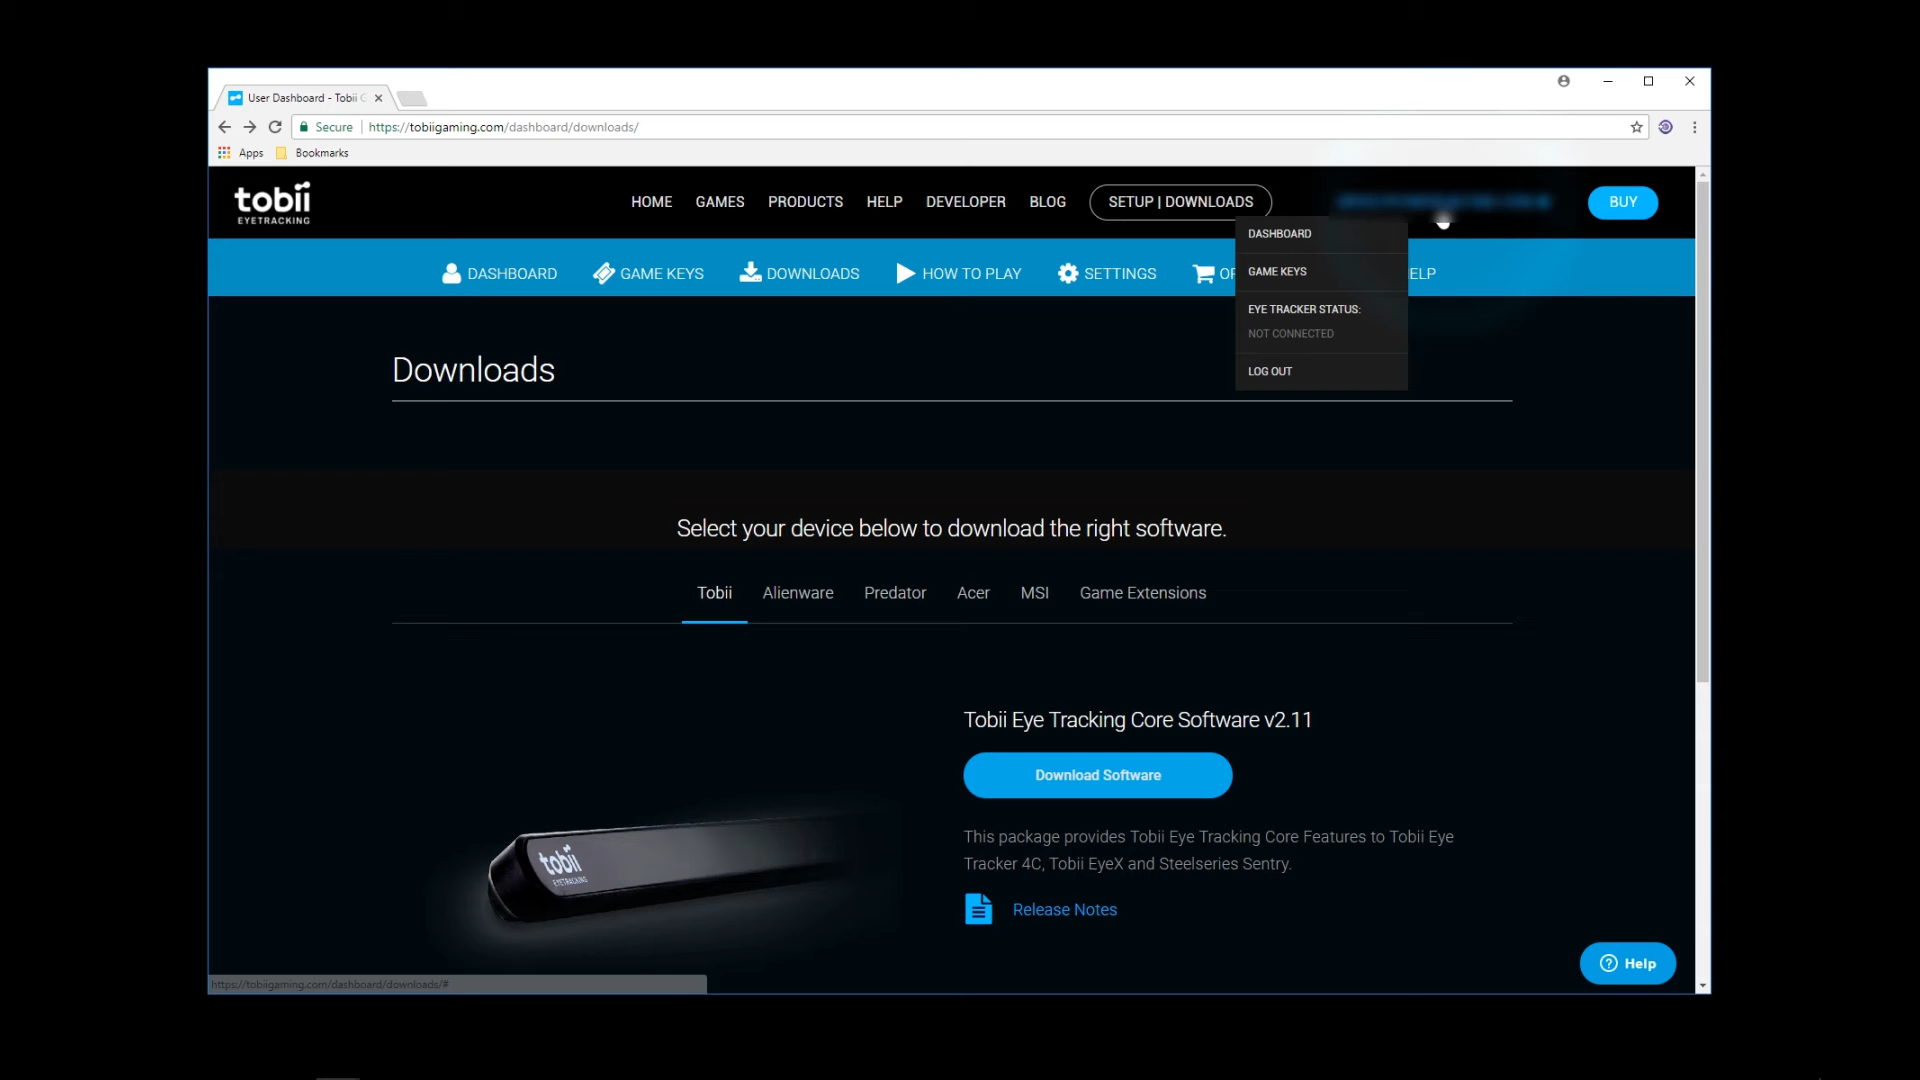 User Dashboard - Tobii G
Secure https://tobiigaming.com/dashboard/downloads/
Apps Bookmarks
tobii
EYETRACKING
HOME GAMES PRODUCTS HELP DEVELOPER BLOG SETUP | DOWNLOADS BUY
DASHBOARD
GAME KEYS
EYE TRACKER STATUS:
NOT CONNECTED
LOG OUT
DASHBOARD GAME KEYS DOWNLOADS HOW TO PLAY SETTINGS OR ELP
Downloads
Select your device below to download the right software.
Tobii Alienware Predator Acer MSI Game Extensions
Tobii Eye Tracking Core Software v2.11
Download Software
This package provides Tobii Eye Tracking Core Features to Tobii Eye
Tracker 4C, Tobii EyeX and Steelseries Sentry.
Release Notes
tobii
EYETRACKING
Help
https://tobiigaming.com/dashboard/downloads/#